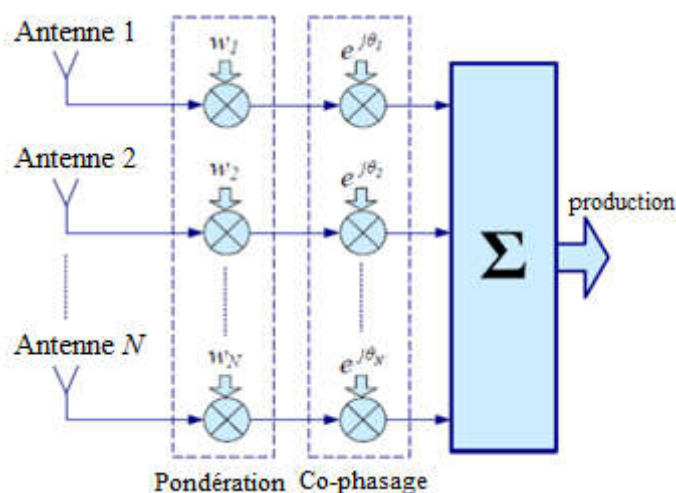 Antenne 1
w1
e^jθ1
Antenne 2
w2
e^jθ2
production
Σ
Antenne N
wN
e^jθN
Pondération
Co-phasage